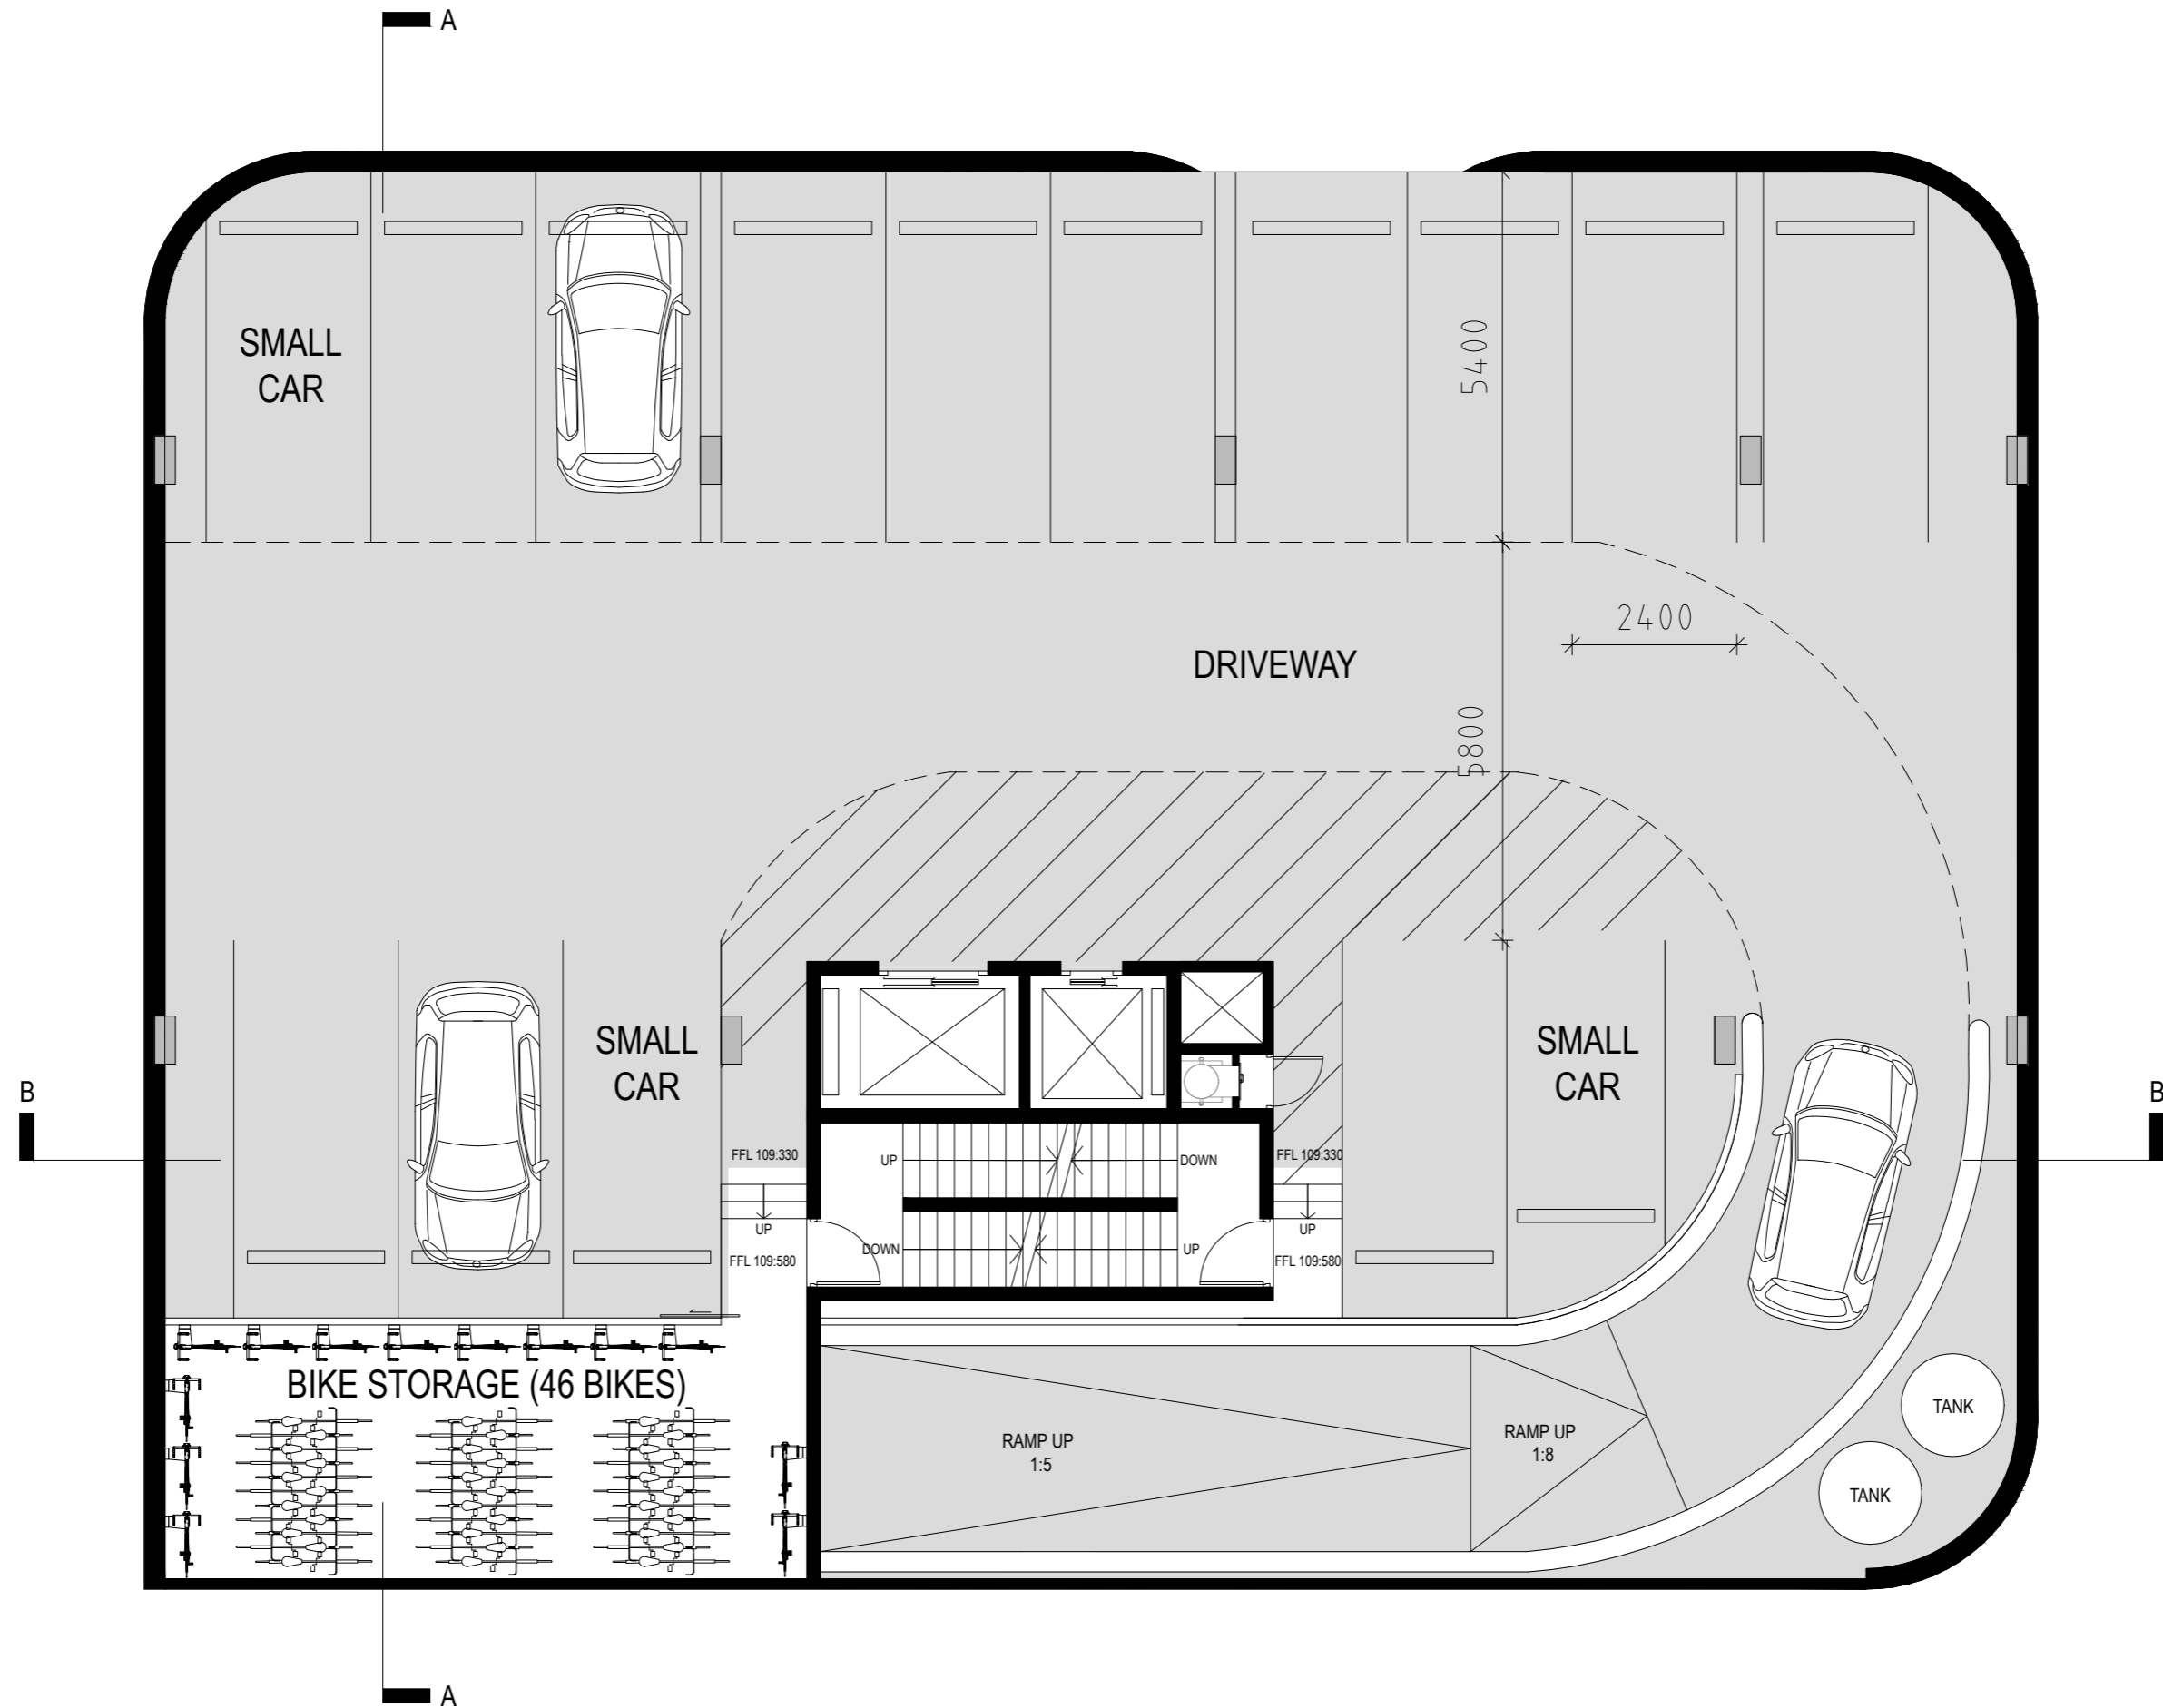 A
SMALL
CAR
5400
2400
DRIVEWAY
5800
SMALL
CAR
SMALL
CAR
B
B
FFL 109:330
UP
DOWN
FFL 109:330
UP
DOWN
UP
UP
FFL 109:580
FFL 109:580
BIKE STORAGE (46 BIKES)
RAMP UP
1:5
RAMP UP
1:8
TANK
TANK
A